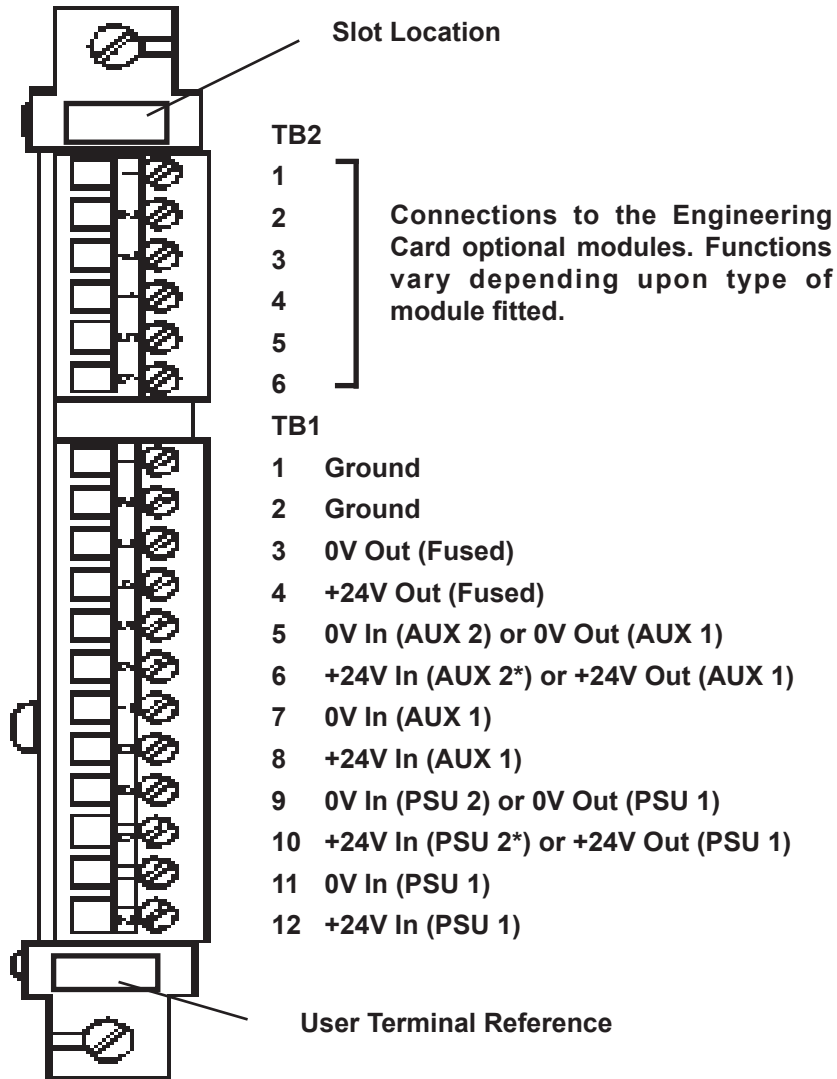 Slot Location
TB2
1
2
3
4
5
6
Connections to the Engineering
Card optional modules. Functions
vary depending upon type of
module fitted.
TB1
1 Ground
2 Ground
3 0V Out (Fused)
4 +24V Out (Fused)
5 0V In (AUX 2) or 0V Out (AUX 1)
6 +24V In (AUX 2*) or +24V Out (AUX 1)
7 0V In (AUX 1)
8 +24V In (AUX 1)
9 0V In (PSU 2) or 0V Out (PSU 1)
10 +24V In (PSU 2*) or +24V Out (PSU 1)
11 0V In (PSU 1)
12 +24V In (PSU 1)
User Terminal Reference